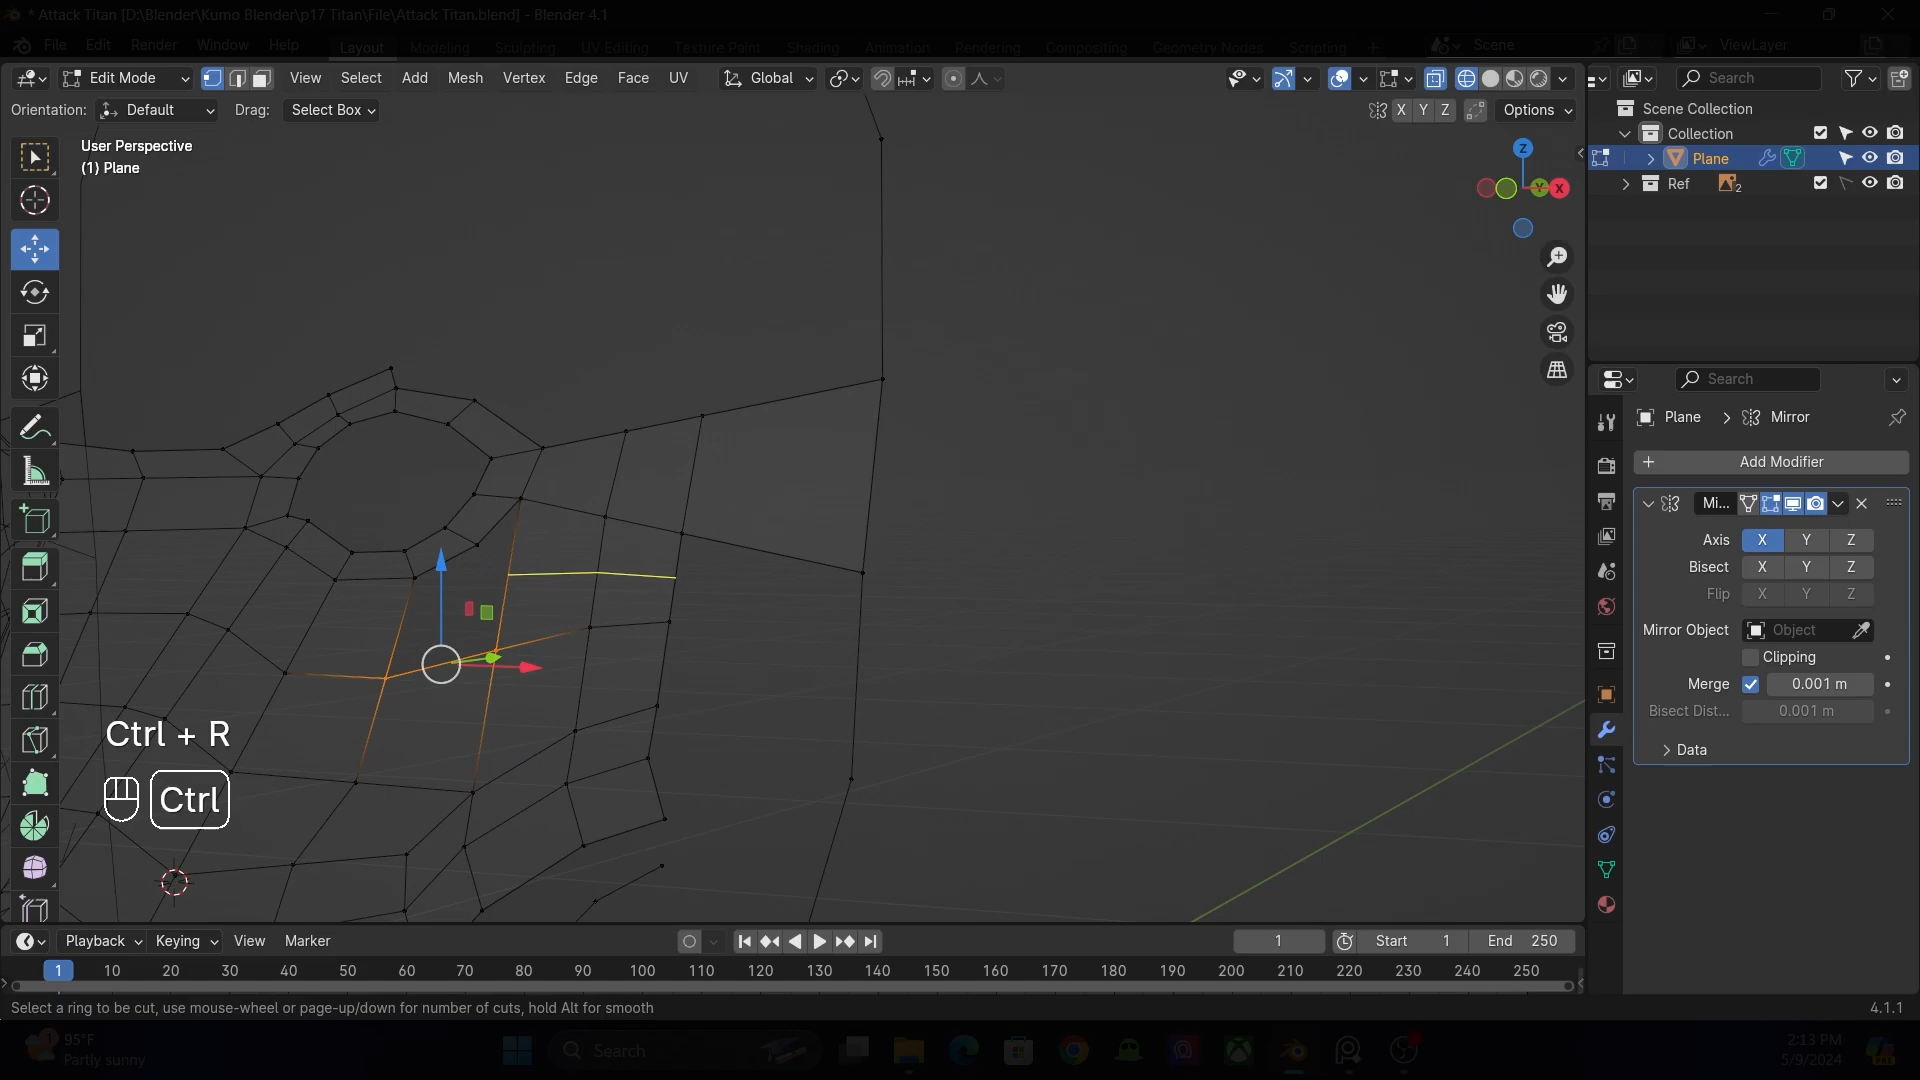 * Attack Titan [D:\Blender\Kumo Blender\p17 Titan\File\Attack Titan.blend] - Blender 4.1
File Edit Render Window Help Layout Modeling Sculpting UV Editing Texture Paint Shading Animation Rendering Compositing Geometry Nodes Scripting + Scene ViewLayer
Edit Mode View Select Add Mesh Vertex Edge Face UV Global Search
Orientation: Default Drag: Select Box X Y Z Options
Scene Collection
Collection
Plane
Ref 2
User Perspective
(1) Plane
Z
Y X
Search
Plane > Mirror
+ Add Modifier
Mi...
Axis X Y Z
Bisect X Y Z
Flip X Y Z
Mirror Object Object
Clipping
Merge 0.001 m
Bisect Dist... 0.001 m
Data
Ctrl + R
Ctrl
Playback Keying View Marker 1 Start 1 End 250
1 10 20 30 40 50 60 70 80 90 100 110 120 130 140 150 160 170 180 190 200 210 220 230 240 250
Select a ring to be cut, use mouse-wheel or page-up/down for number of cuts, hold Alt for smooth 4.1.1
95°F
Partly sunny
Search
2:13 PM
5/9/2024